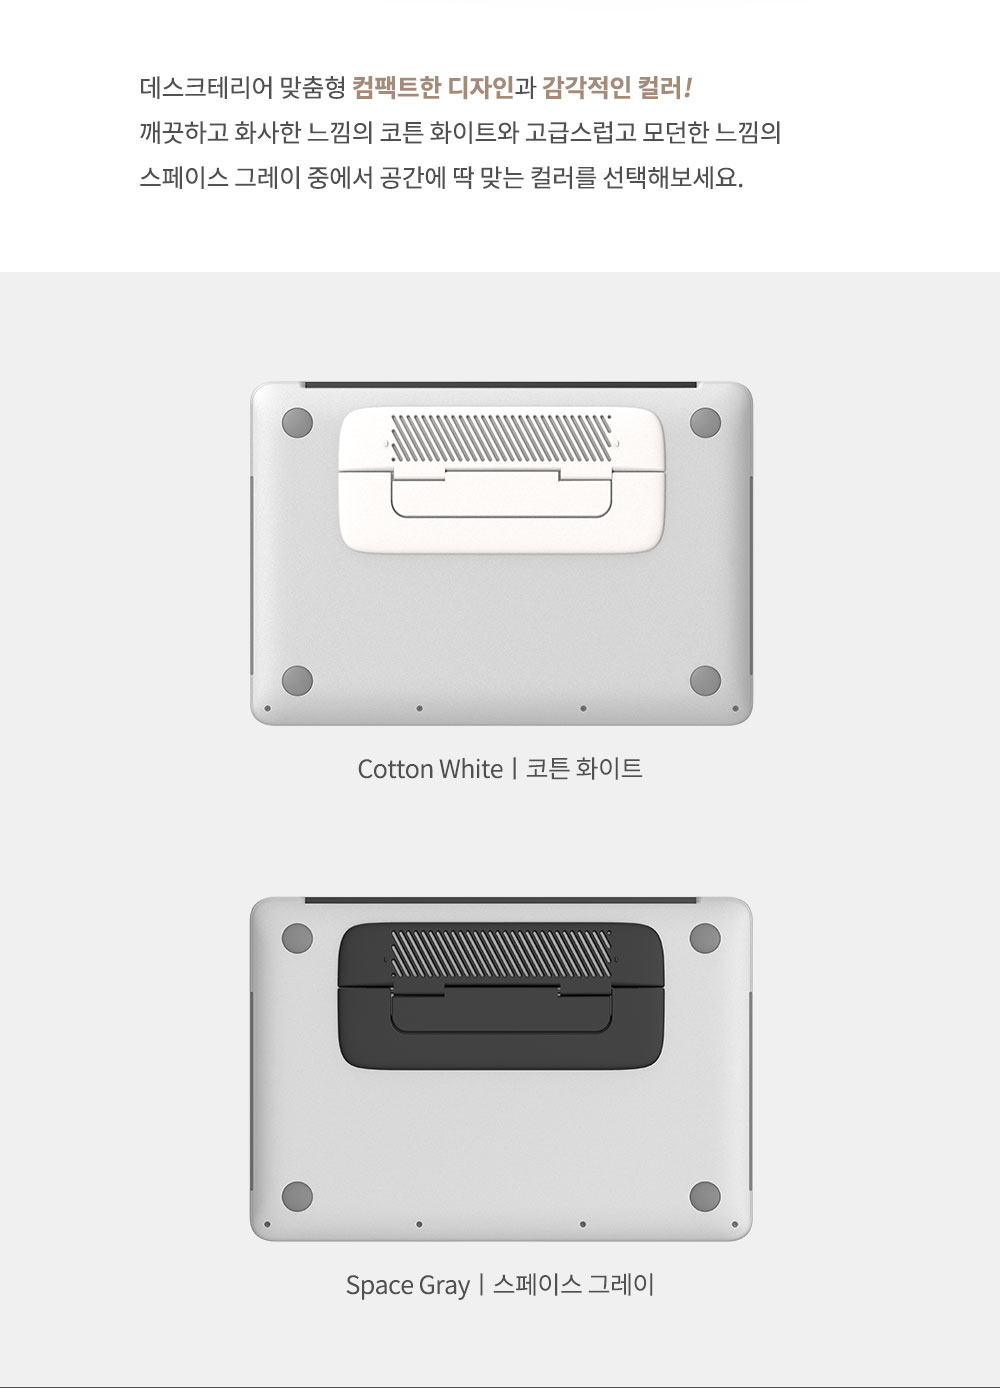 데스크테리어 맞춤형 컴팩트한 디자인과 감각적인 컬러!
깨끗하고 화사한 느낌의 코튼 화이트와 고급스럽고 모던한 느낌의
스페이스 그레이 중에서 공간에 딱 맞는 컬러를 선택해보세요.
Cotton White | 코튼 화이트
Space Gray | 스페이스 그레이